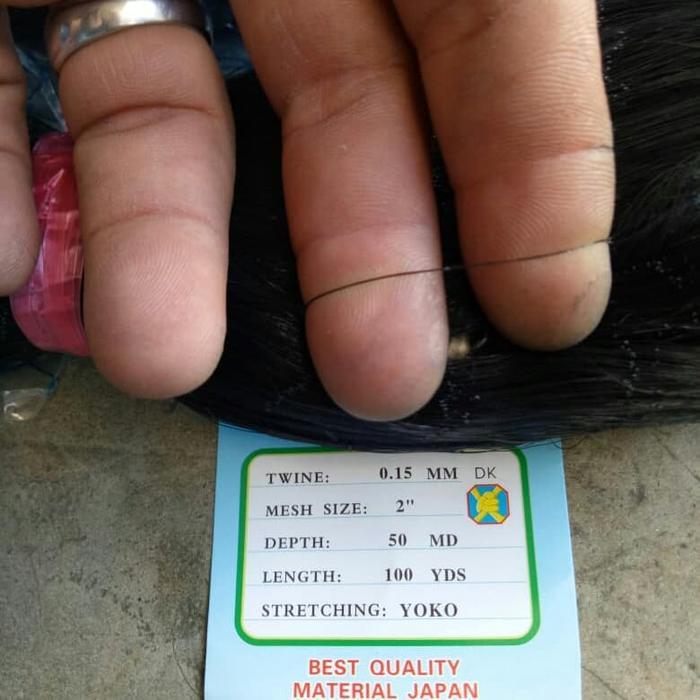 TWINE: 0.15 MM DK
MESH SIZE: 2"
DEPTH: 50 MD
LENGTH: 100 YDS
STRETCHING: YOKO
BEST QUALITY
MATERIAL JAPAN